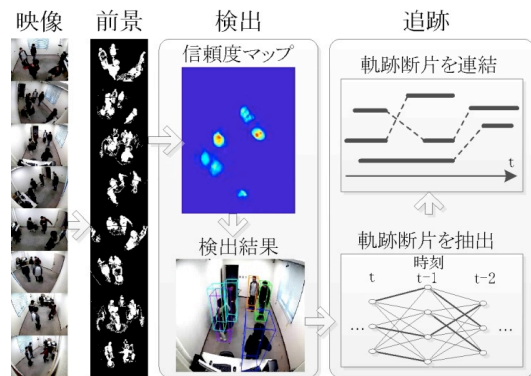 映像
前景
検出
追跡
信頼度マップ
検出結果
軌跡断片を連結
t
軌跡断片を抽出
時刻
t t-1 t-2
... ...